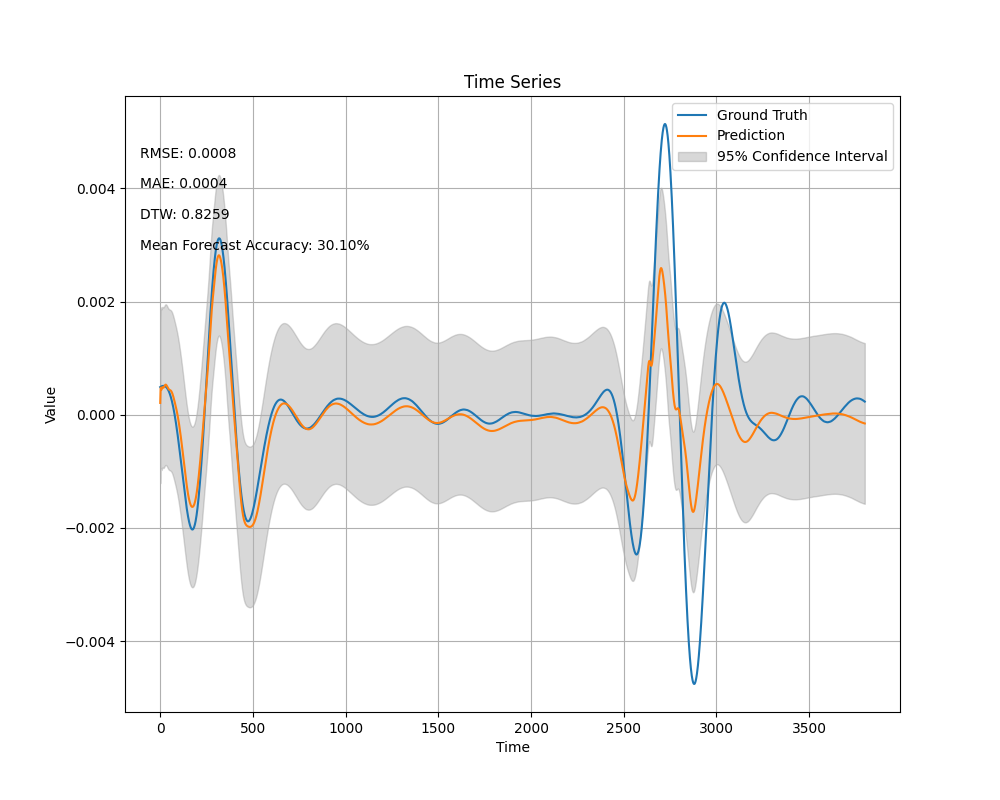 Time Series
Ground Truth
Prediction
95% Confidence Interval
RMSE: 0.0008
MAE: 0.0004
DTW: 0.8259
Mean Forecast Accuracy: 30.10%
0.004
0.002
0.000
−0.002
−0.004
Value
0 500 1000 1500 2000 2500 3000 3500
Time